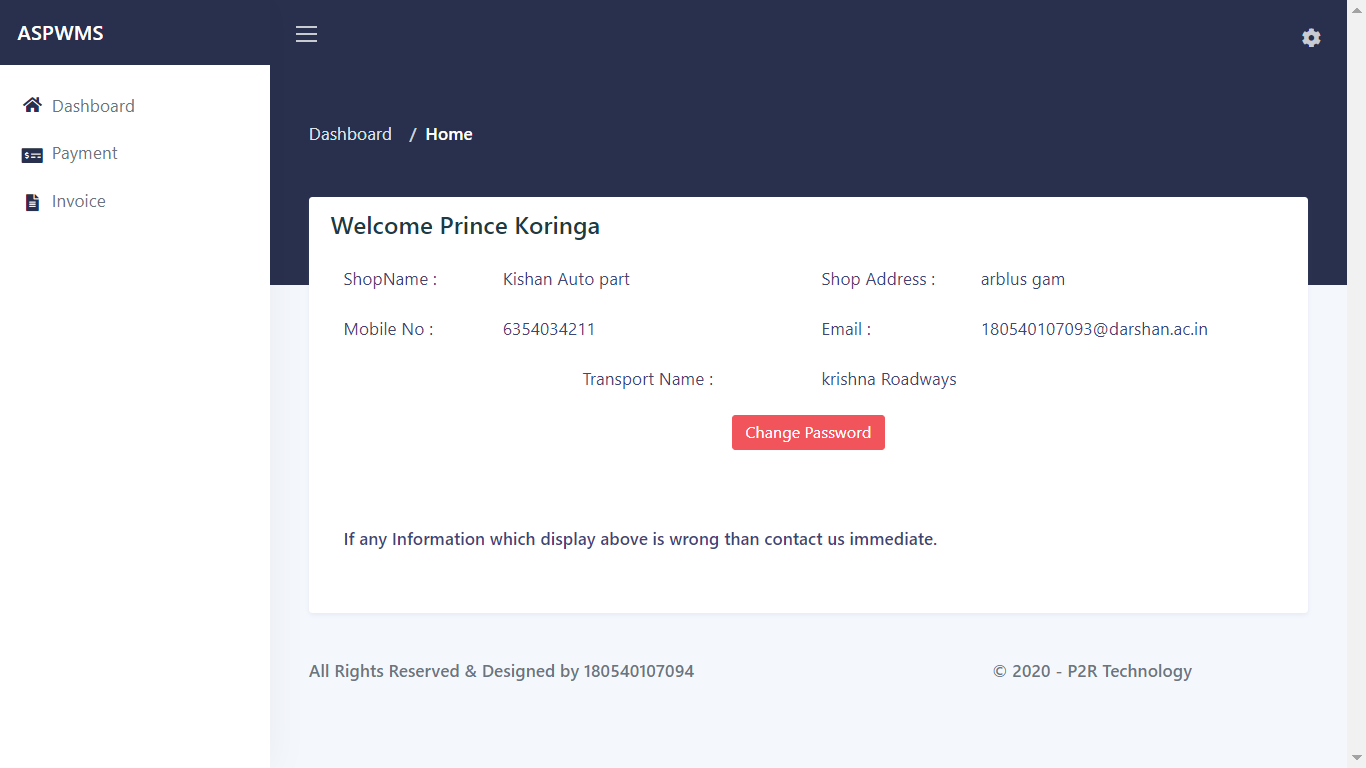 ASPWMS
Dashboard
Payment
Invoice
Dashboard / Home
Welcome Prince Koringa
ShopName : Kishan Auto part Shop Address : arblus gam
Mobile No : 6354034211 Email : 180540107093@darshan.ac.in
Transport Name : krishna Roadways
Change Password
If any Information which display above is wrong than contact us immediate.
All Rights Reserved & Designed by 180540107094 © 2020 - P2R Technology